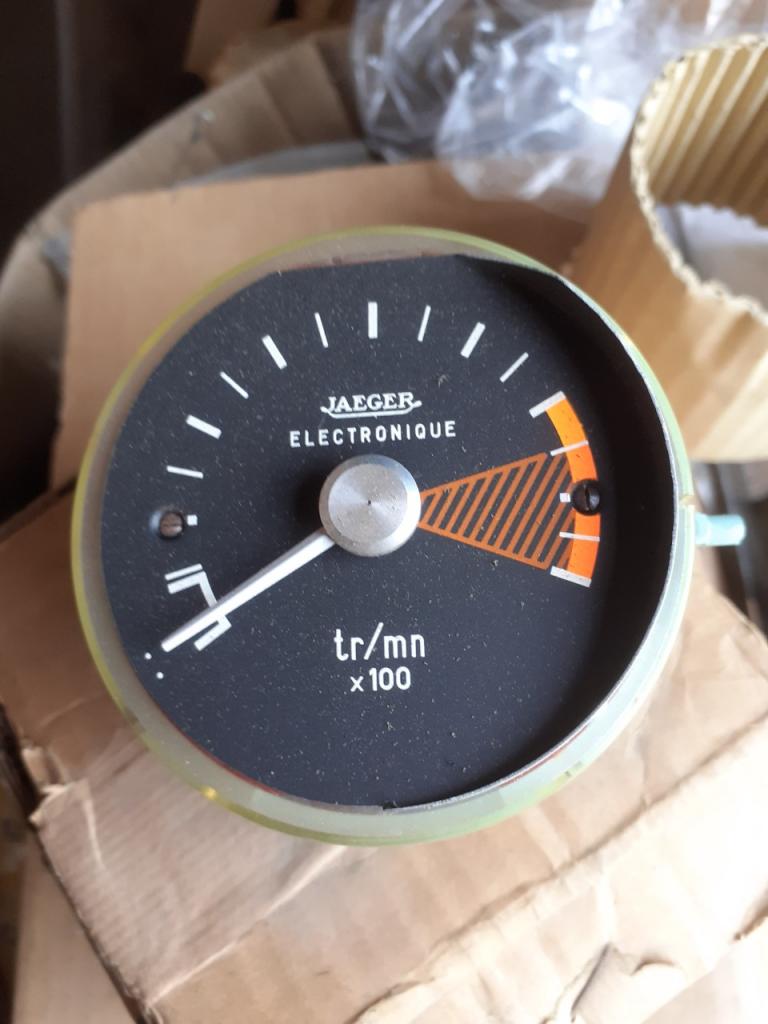 JAEGER
ELECTRONIQUE
tr/mn
x100